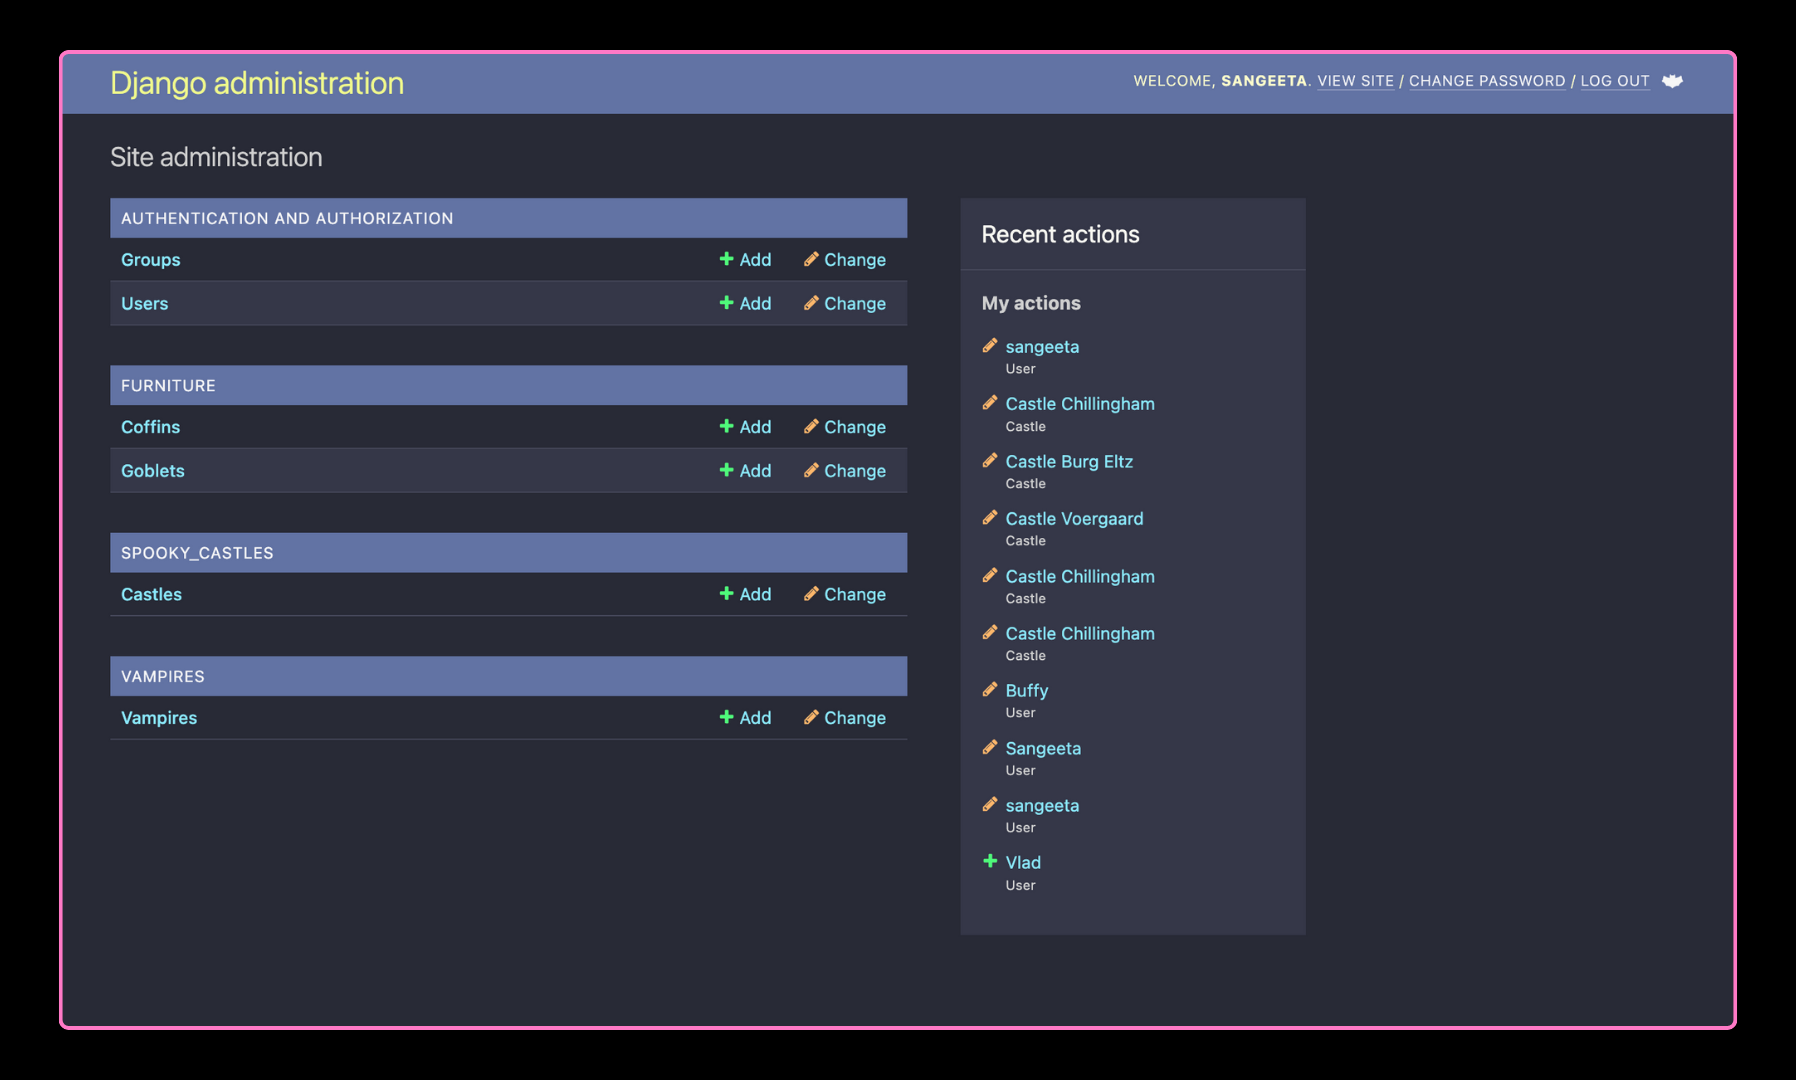 Django administration
WELCOME, SANGEETA. VIEW SITE / CHANGE PASSWORD / LOG OUT
Site administration
AUTHENTICATION AND AUTHORIZATION
Groups Add Change
Users Add Change
FURNITURE
Coffins Add Change
Goblets Add Change
SPOOKY_CASTLES
Castles Add Change
VAMPIRES
Vampires Add Change
Recent actions
My actions
sangeeta
User
Castle Chillingham
Castle
Castle Burg Eltz
Castle
Castle Voergaard
Castle
Castle Chillingham
Castle
Castle Chillingham
Castle
Buffy
User
Sangeeta
User
sangeeta
User
Vlad
User